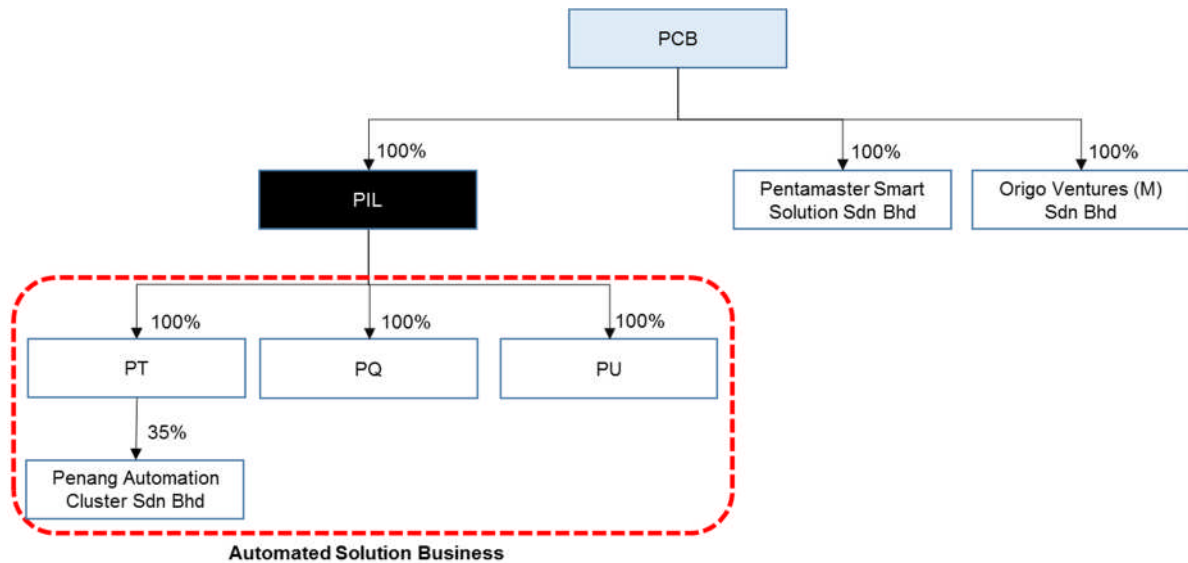 PCB
100%
100%
100%
PIL
Pentamaster Smart
Solution Sdn Bhd
Origo Ventures (M)
Sdn Bhd
100%
100%
100%
PT
PQ
PU
35%
Penang Automation
Cluster Sdn Bhd
Automated Solution Business